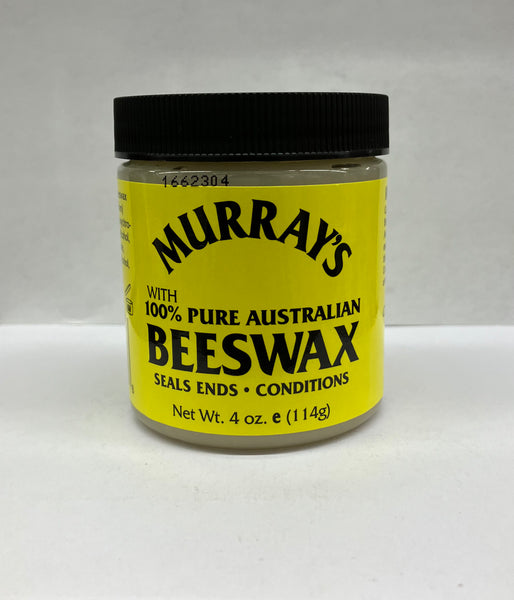 1662304
MURRAY'S
WITH
100% PURE AUSTRALIAN
BEESWAX
SEALS ENDS • CONDITIONS
Net Wt. 4 oz. e (114g)